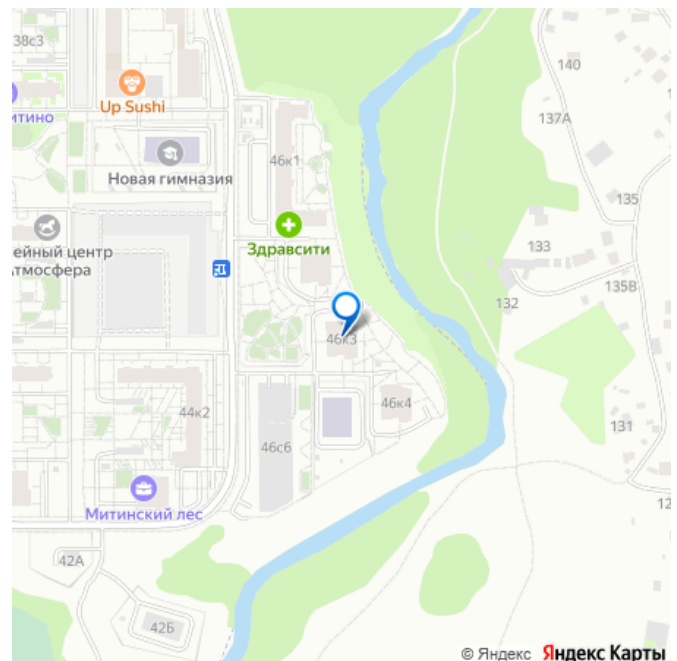 38с3
140
Up Sushi
итино
137А
46к1
Новая гимназия
135
ейный центр
Атмосфера
Здравсити
133
135В
132
46к3
46к4
44к2
131
46с6
Митинский лес
12
42А
42Б
© Яндекс Яндекс Карты